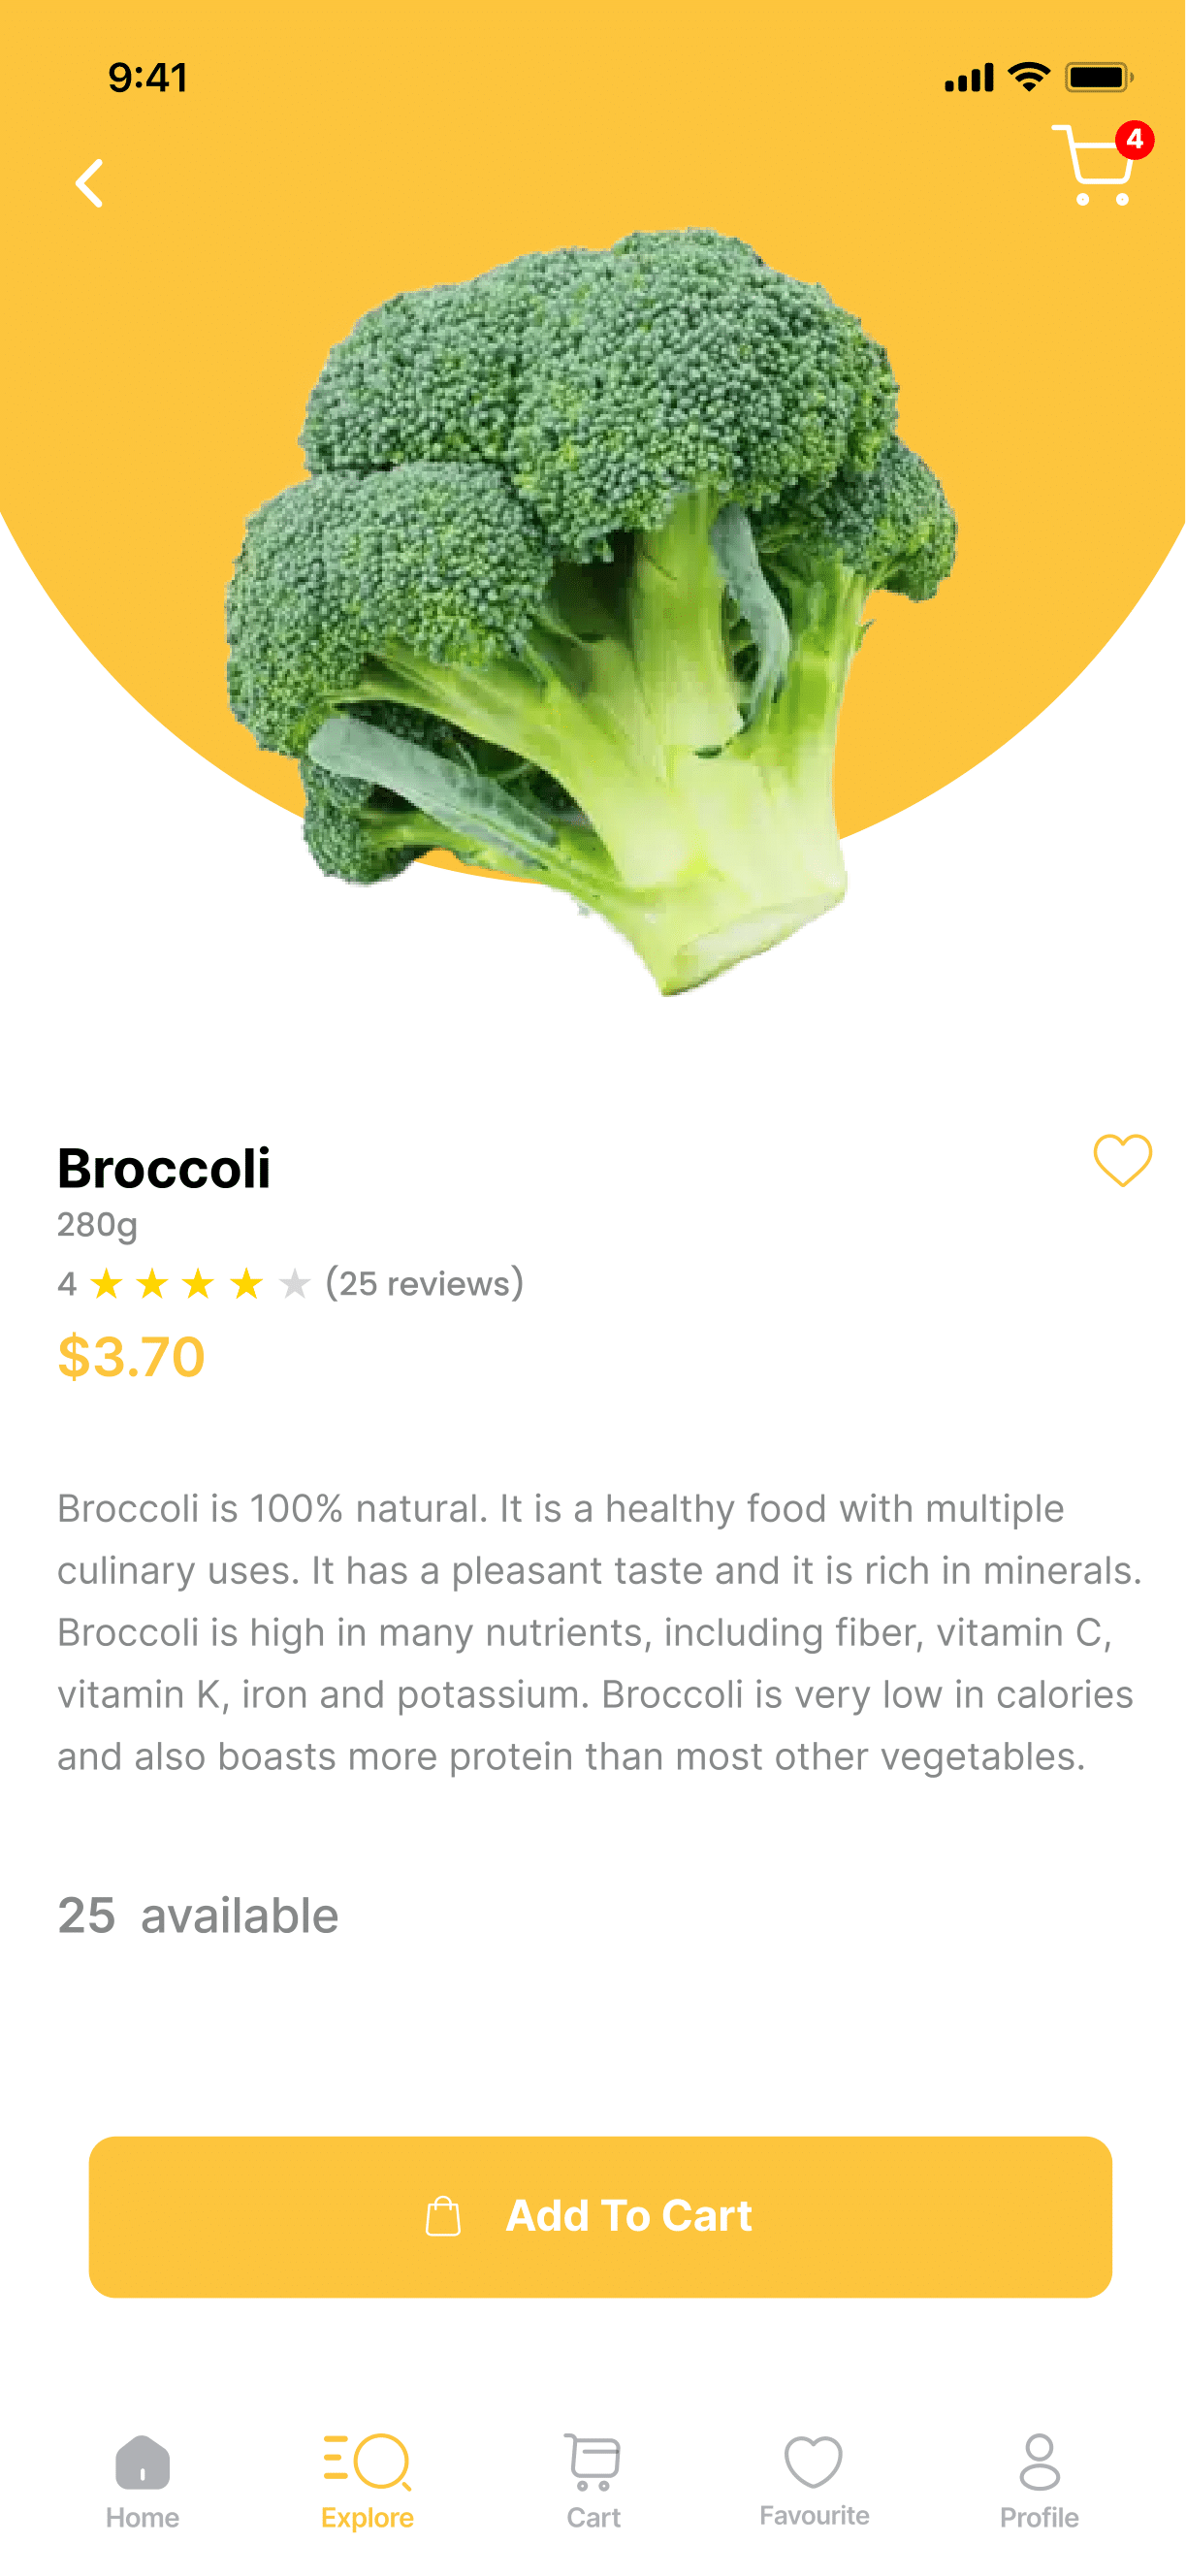 9:41
4
Broccoli
280g
4 (25 reviews)
$3.70
Broccoli is 100% natural. It is a healthy food with multiple
culinary uses. It has a pleasant taste and it is rich in minerals.
Broccoli is high in many nutrients, including fiber, vitamin C,
vitamin K, iron and potassium. Broccoli is very low in calories
and also boasts more protein than most other vegetables.
25 available
Add To Cart
Home Explore Cart Favourite Profile